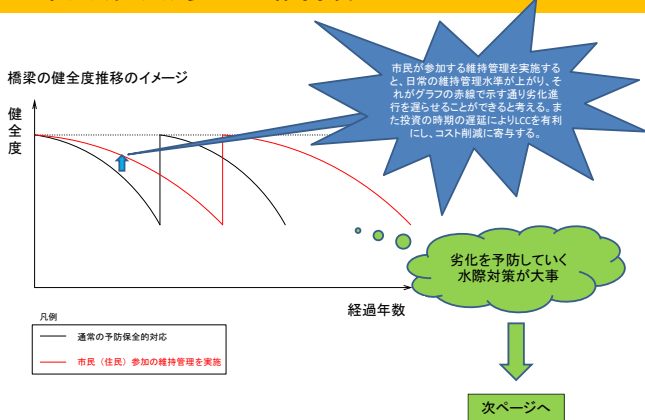 橋梁の健全度推移のイメージ
市民が参加する維持管理を実施する
と、日常の維持管理水準が上がり、そ
れがグラフの赤線で示す通り劣化進
行を遅らせることができると考える。ま
た投資の時期の遅延によりLCCを有利
にし、コスト削減に寄与する。
健全度
劣化を予防していく
水際対策が大事
経過年数
凡例
通常の予防保全的対応
市民（住民）参加の維持管理を実施
次ページへ